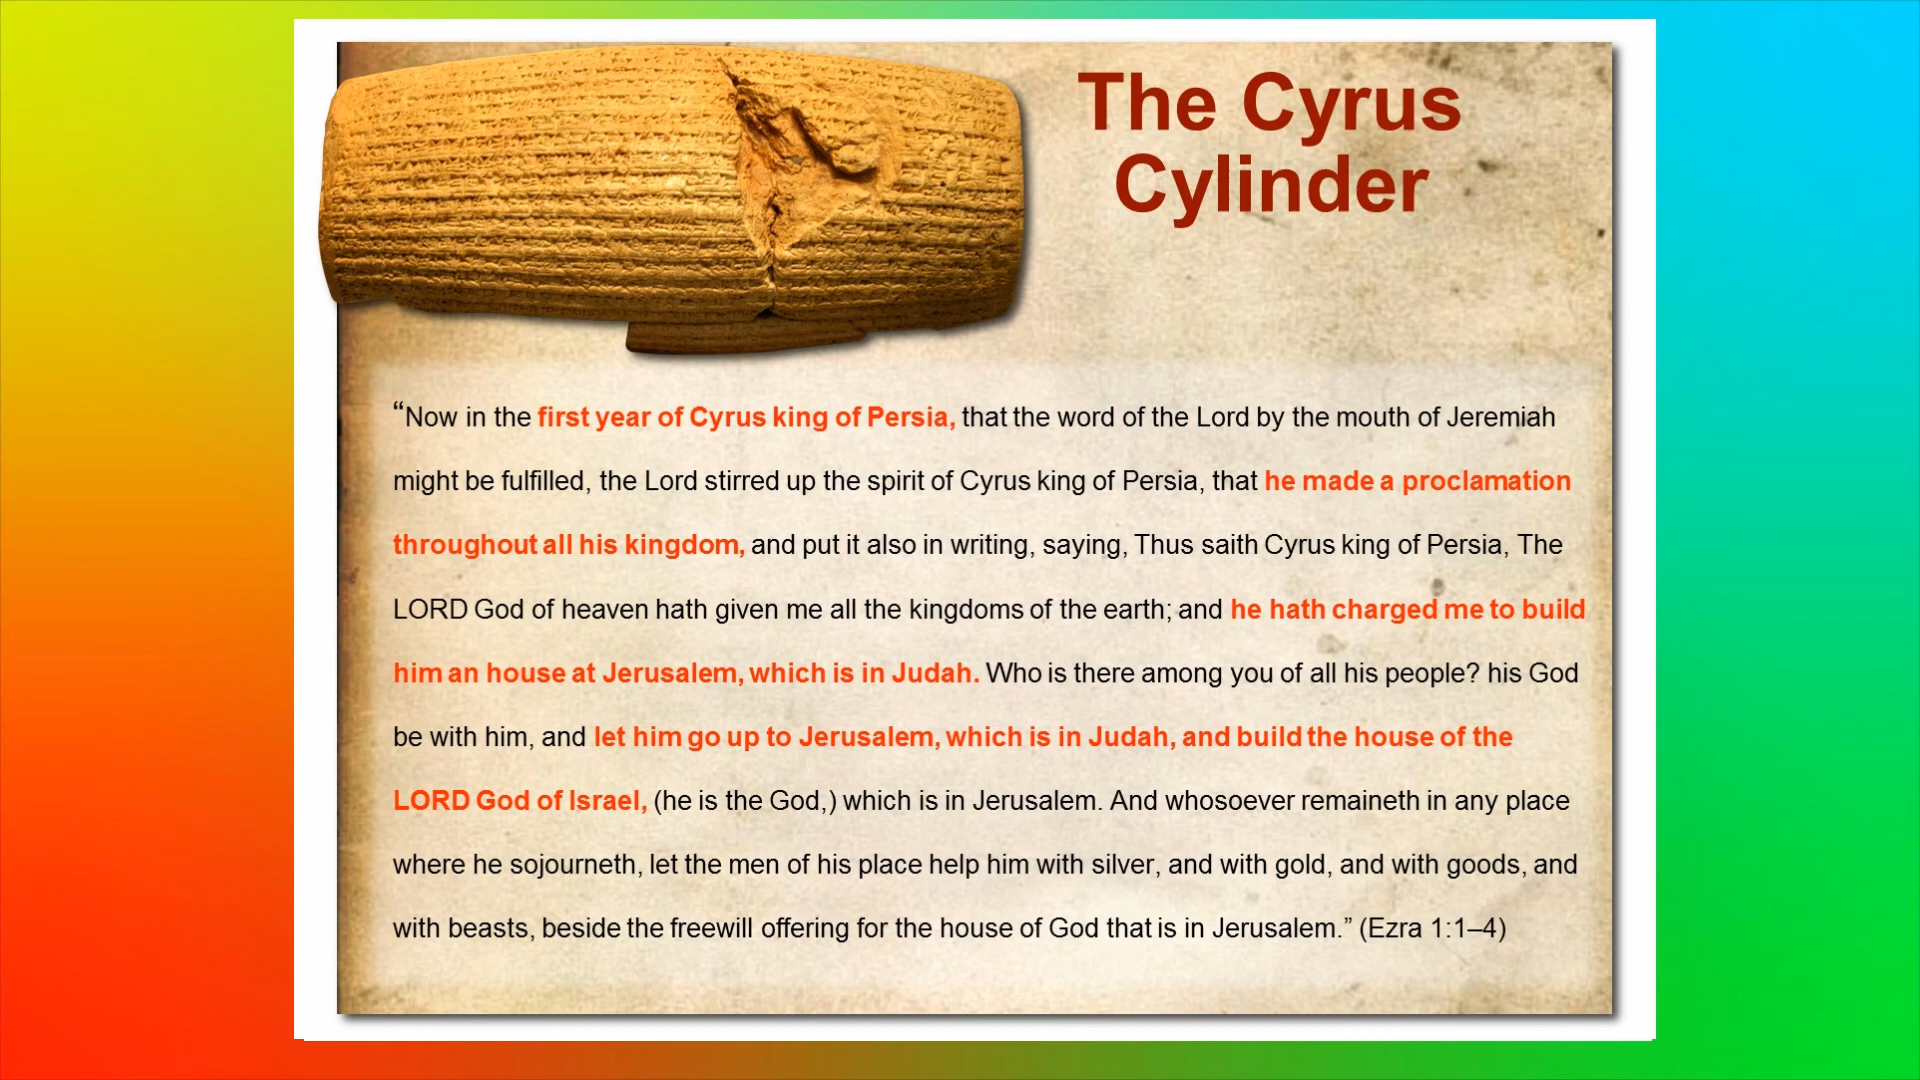 The Cyrus
Cylinder
“Now in the first year of Cyrus king of Persia, that the word of the Lord by the mouth of Jeremiah
might be fulfilled, the Lord stirred up the spirit of Cyrus king of Persia, that he made a proclamation
throughout all his kingdom, and put it also in writing, saying, Thus saith Cyrus king of Persia, The
LORD God of heaven hath given me all the kingdoms of the earth; and he hath charged me to build
him an house at Jerusalem, which is in Judah. Who is there among you of all his people? his God
be with him, and let him go up to Jerusalem, which is in Judah, and build the house of the
LORD God of Israel, (he is the God,) which is in Jerusalem. And whosoever remaineth in any place
where he sojourneth, let the men of his place help him with silver, and with gold, and with goods, and
with beasts, beside the freewill offering for the house of God that is in Jerusalem.” (Ezra 1:1–4)